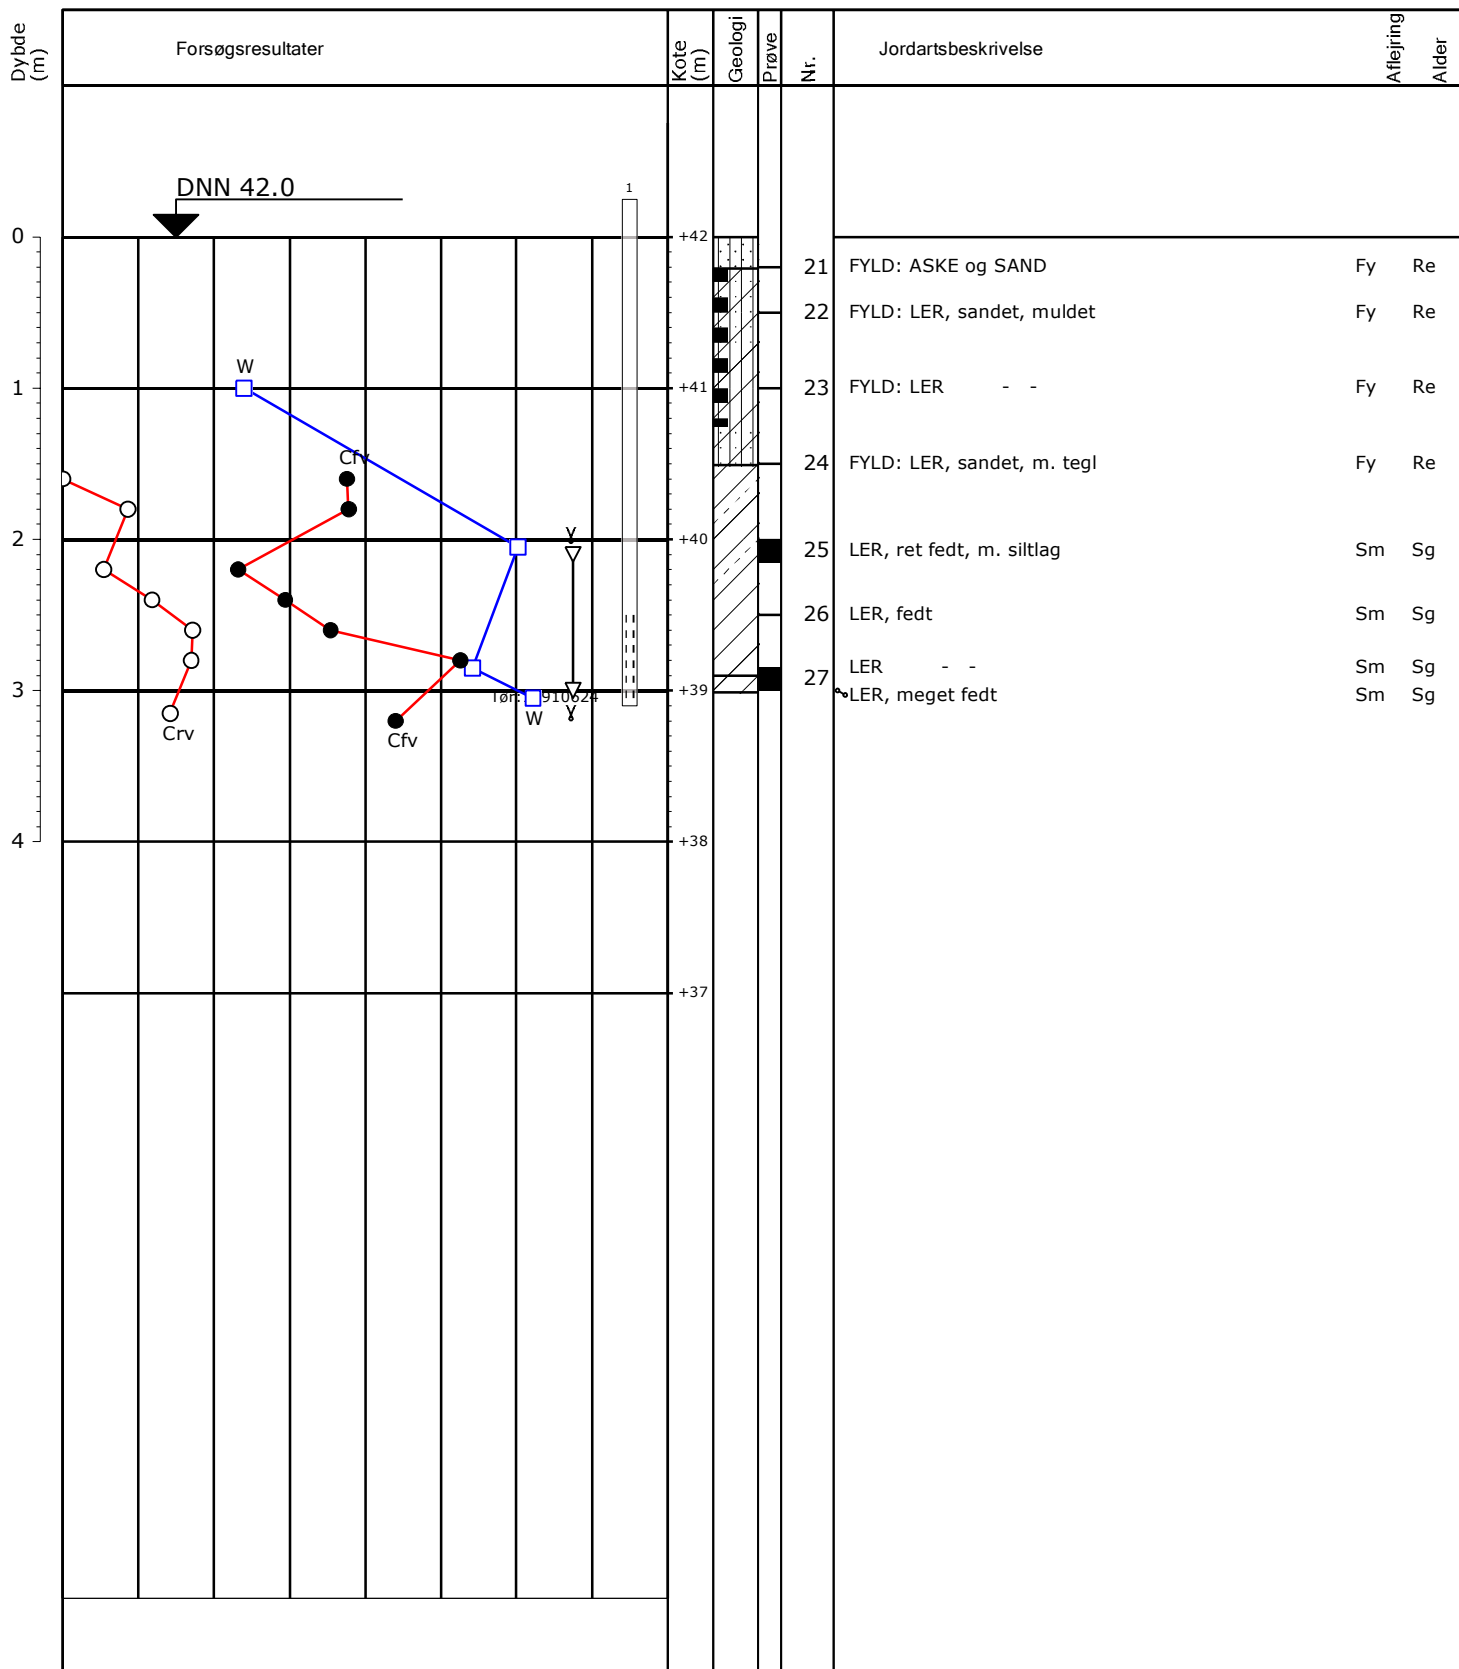 Dybde (m)
Forsøgsresultater
Kote (m)
Geologi
Prøve
Nr.
Jordartsbeskrivelse
Aflejring
Alder
DNN 42.0
1
0
+42
21 FYLD: ASKE og SAND Fy Re
22 FYLD: LER, sandet, muldet Fy Re
W
1
+41
23 FYLD: LER - - Fy Re
Cfv
24 FYLD: LER, sandet, m. tegl Fy Re
γ
2
+40
25 LER, ret fedt, m. siltlag Sm Sg
26 LER, fedt Sm Sg
27 LER - - Sm Sg
3
+39
LER, meget fedt Sm Sg
W
γ
Crv
Cfv
4
+38
+37